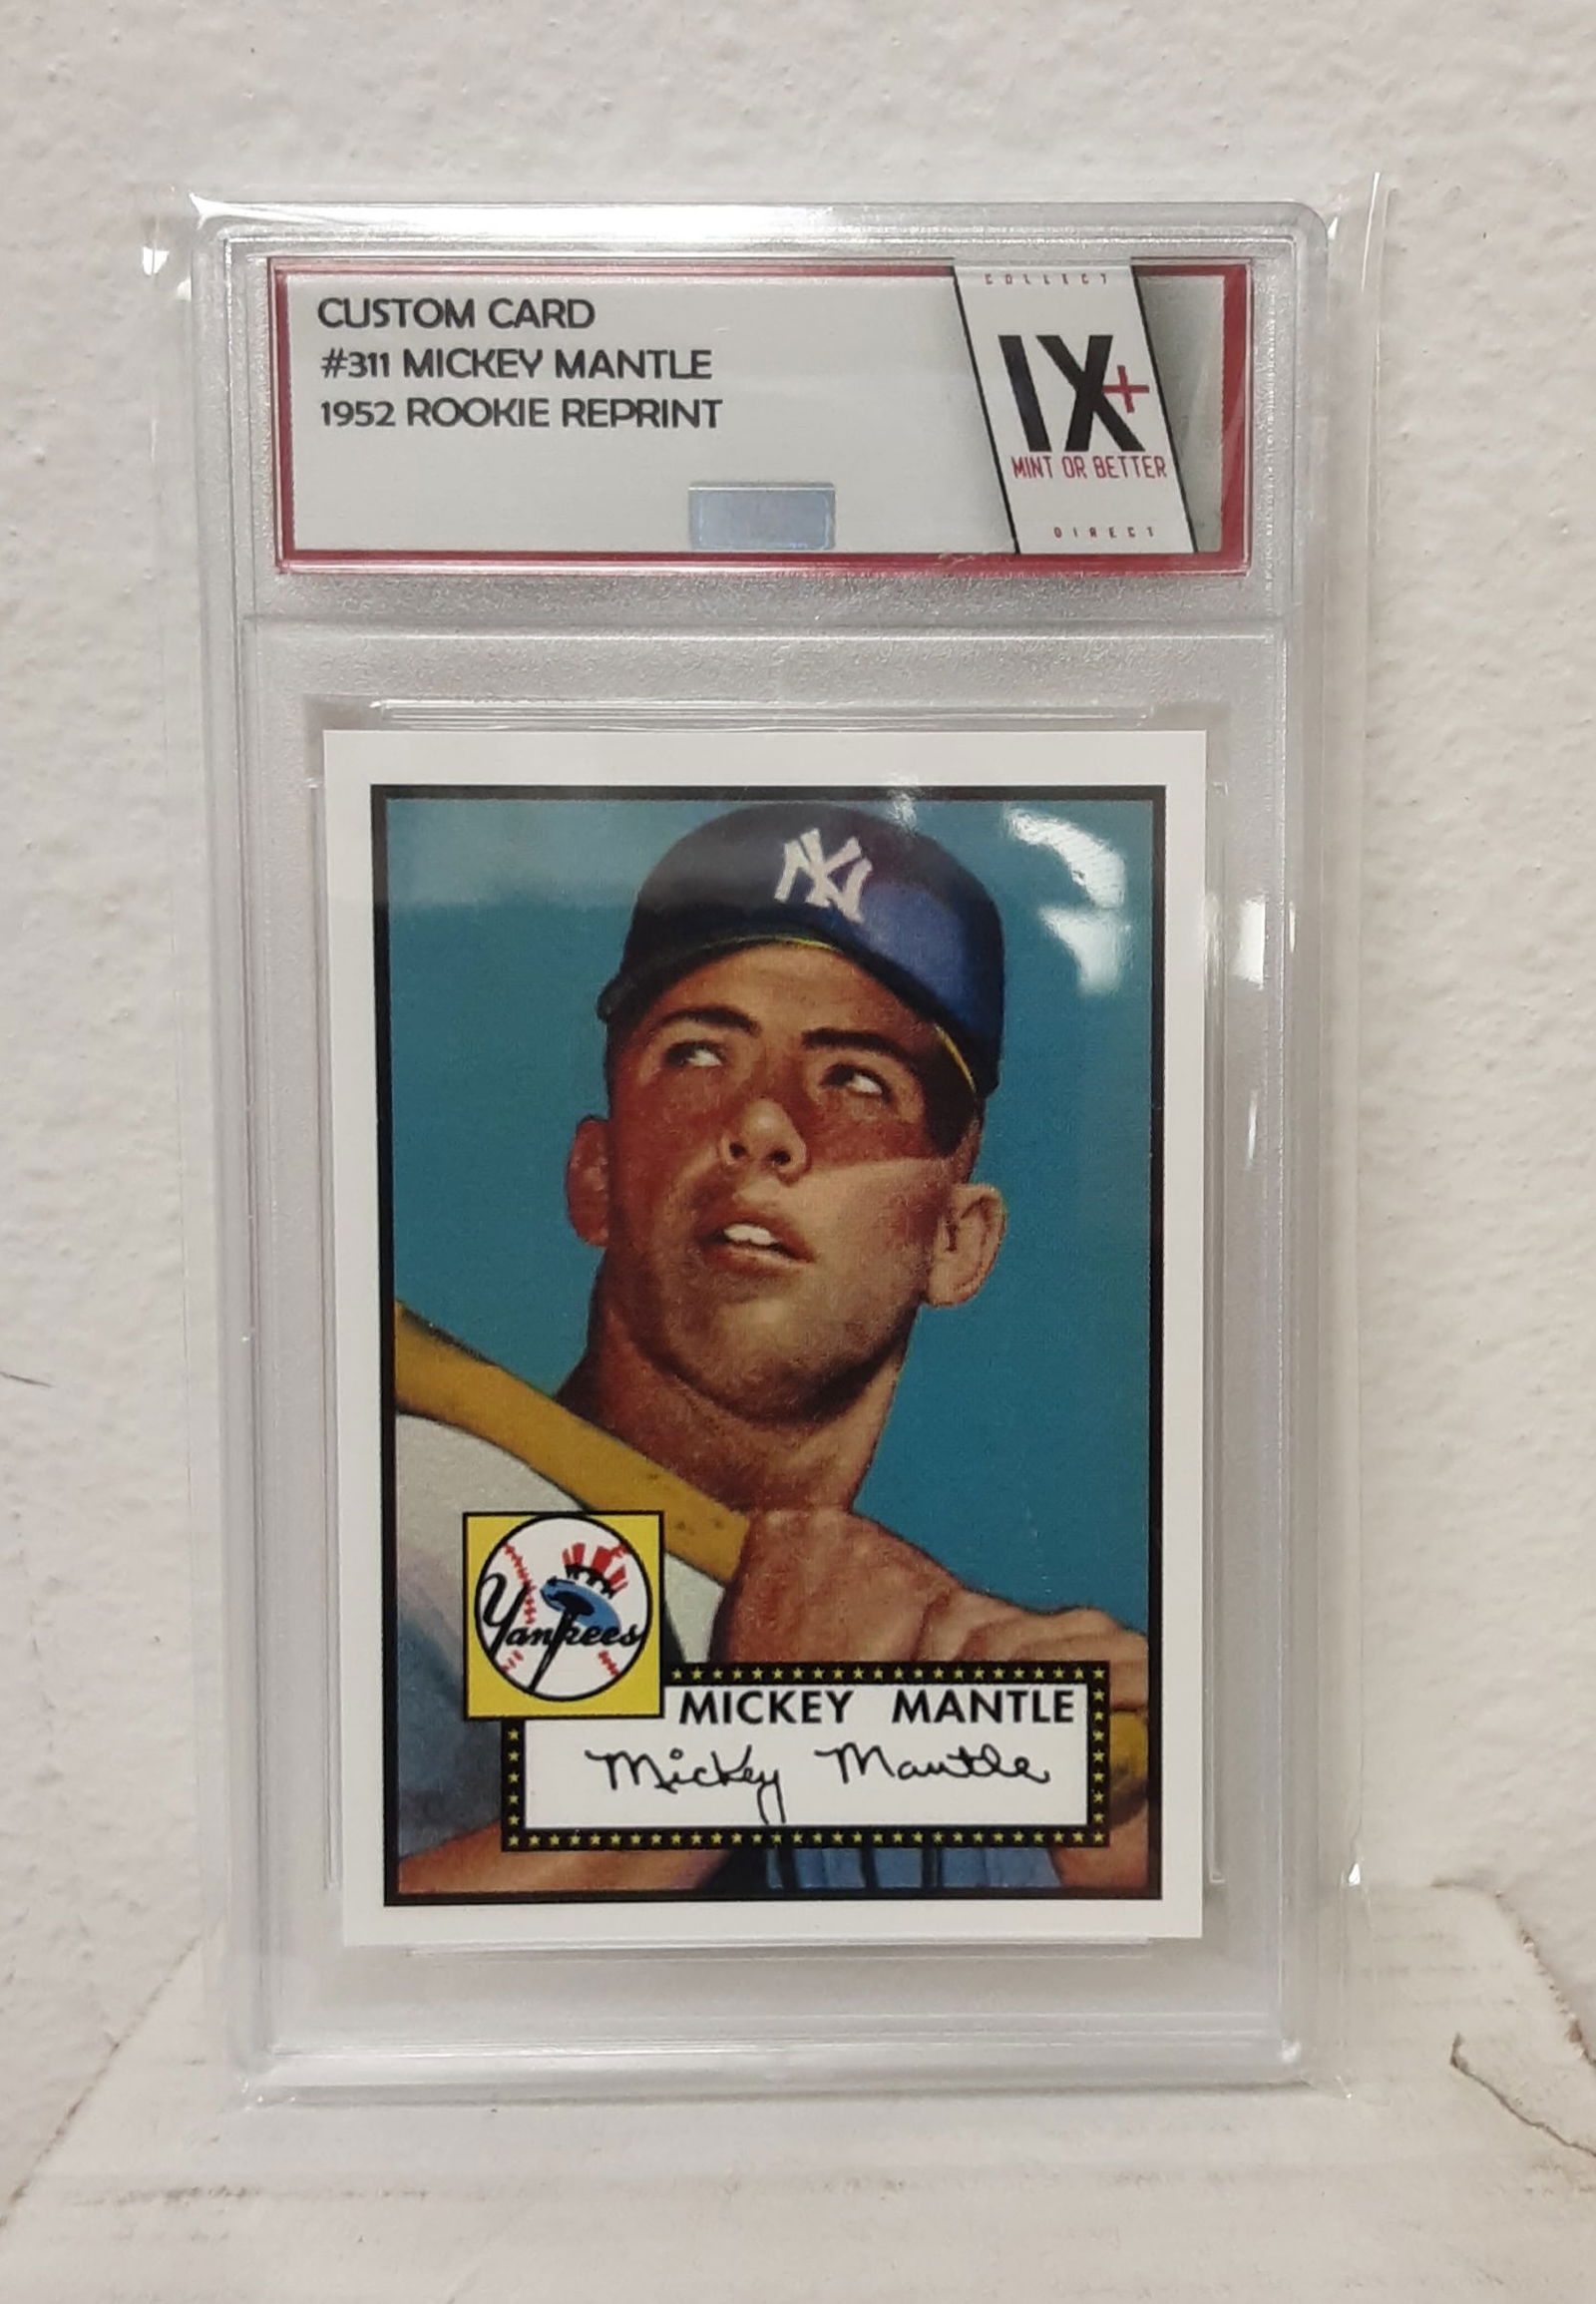 CUSTOM CARD
#311 MICKEY MANTLE
1952 ROOKIE REPRINT
COLLECT
IX+
MINT OR BETTER
DIRECT
NY
Yankees
MICKEY MANTLE
Mickey Mantle